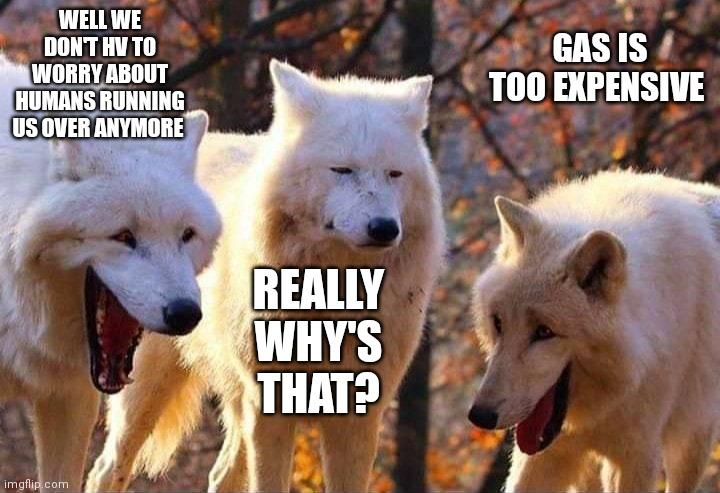 WELL WE
DON'T HV TO
WORRY ABOUT
HUMANS RUNNING
US OVER ANYMORE
GAS IS
TOO EXPENSIVE
REALLY
WHY'S
THAT?
imgflip.com